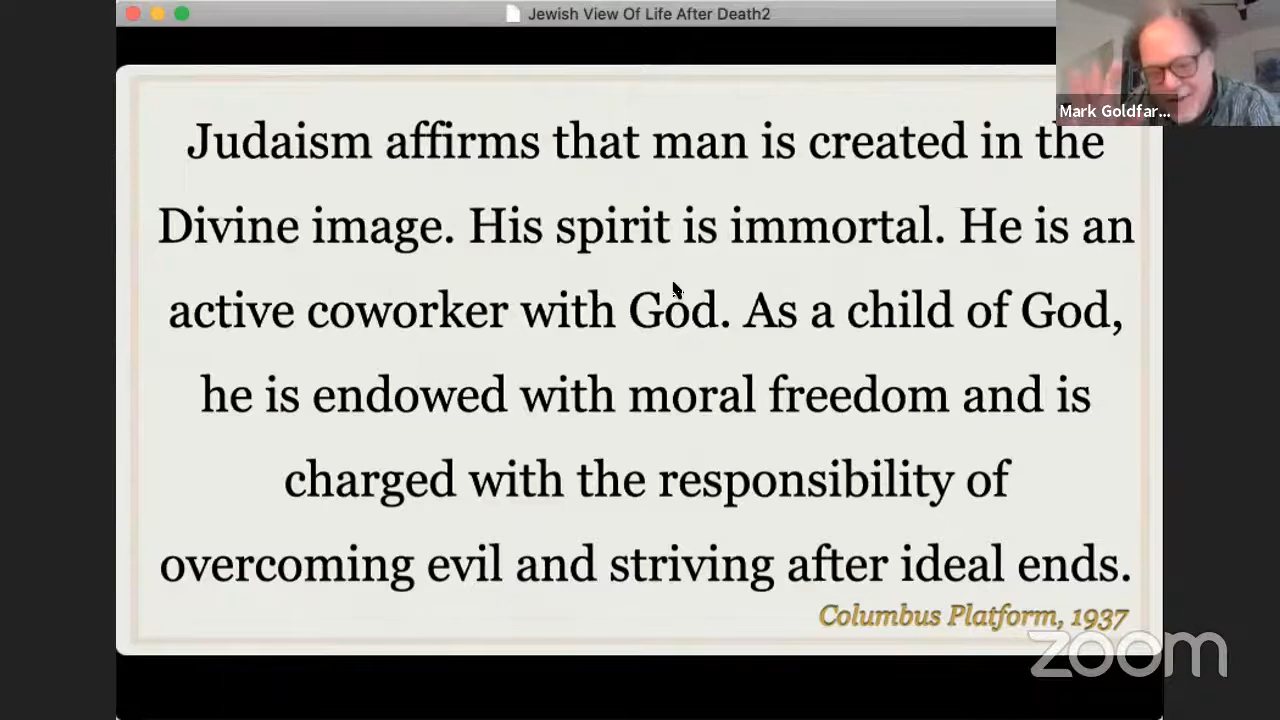 Jewish View Of Life After Death2
Mark Goldfar...
Judaism affirms that man is created in the
Divine image. His spirit is immortal. He is an
active coworker with God. As a child of God,
he is endowed with moral freedom and is
charged with the responsibility of
overcoming evil and striving after ideal ends.
Columbus Platform, 1937
zoom